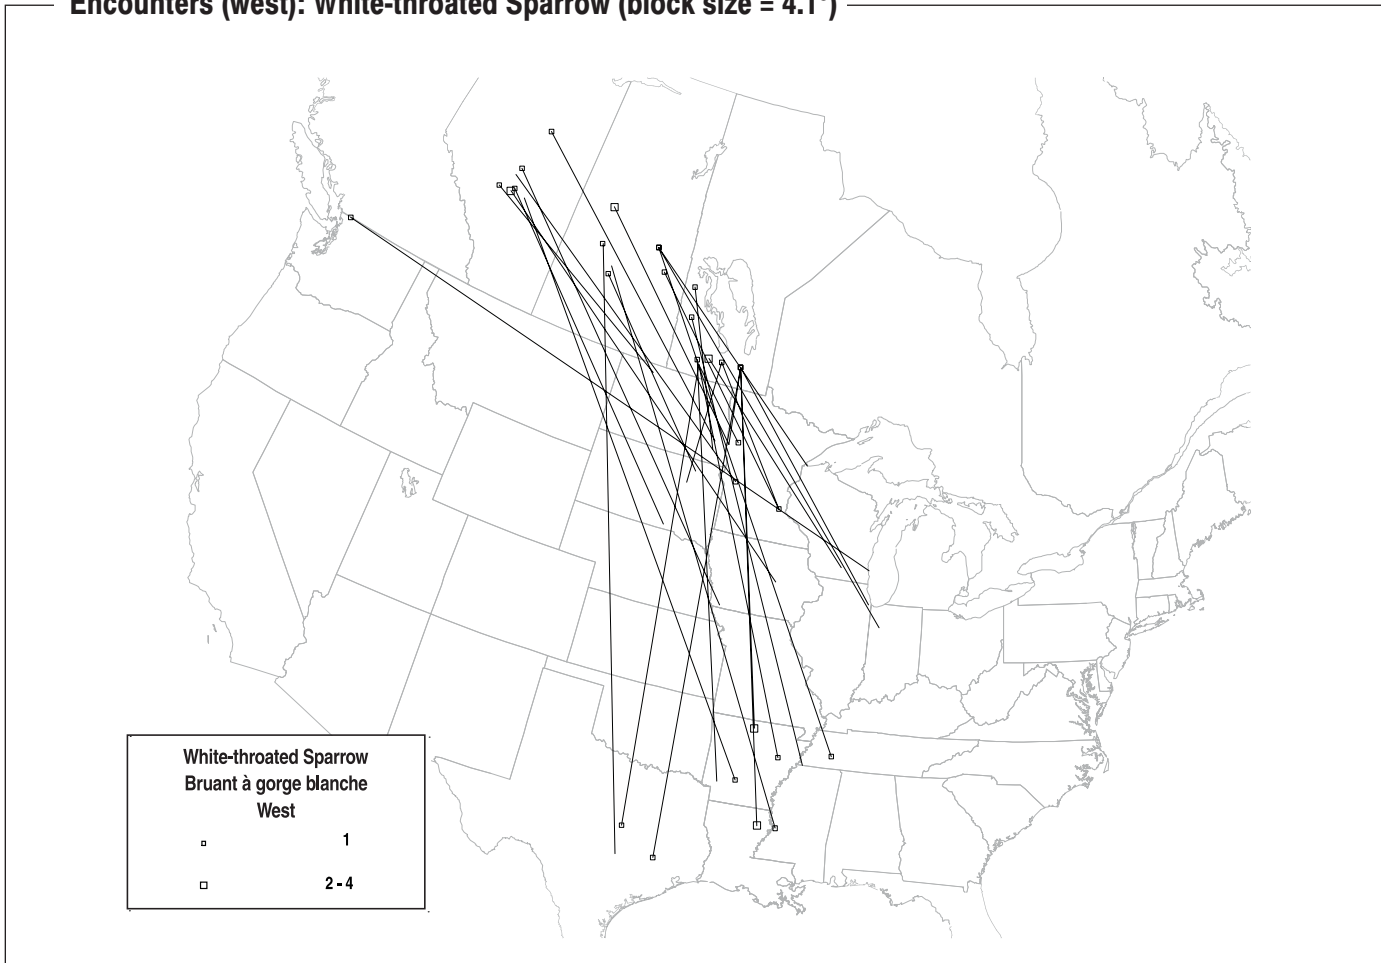 Encounters (west): White-throated Sparrow (block size = 4.1°)
White-throated Sparrow
Bruant à gorge blanche
West
1
2 - 4